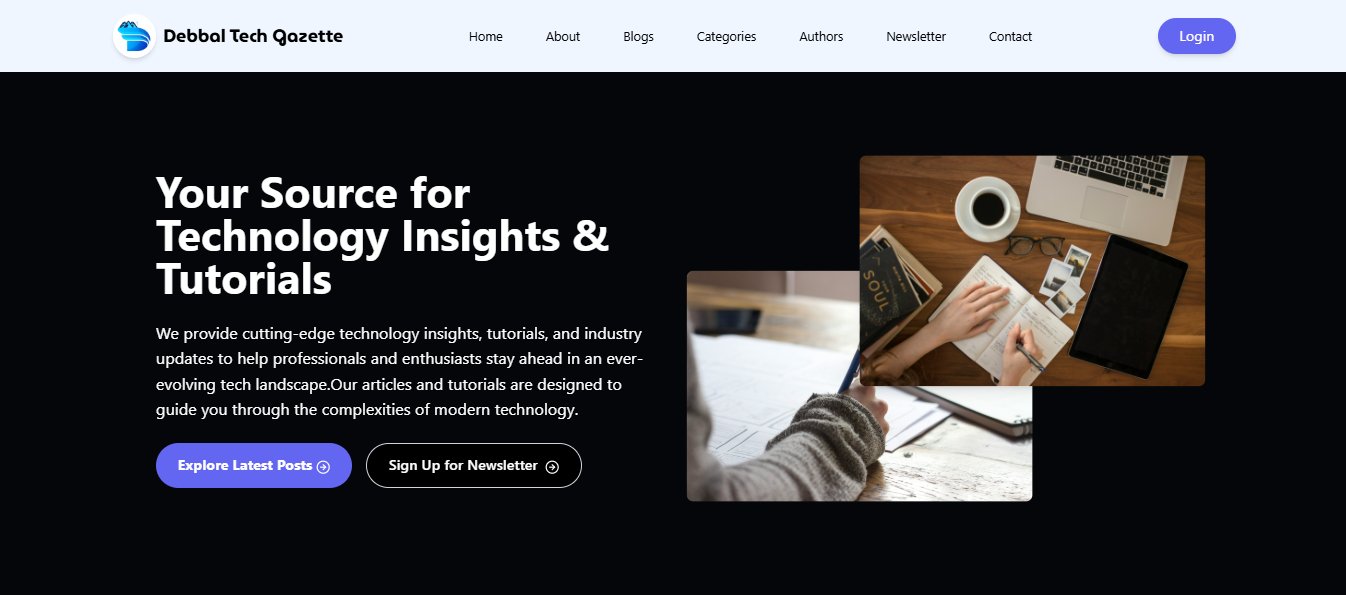 Debbal Tech Gazette
Home About Blogs Categories Authors Newsletter Contact
Login
Your Source for
Technology Insights &
Tutorials
We provide cutting-edge technology insights, tutorials, and industry
updates to help professionals and enthusiasts stay ahead in an ever-
evolving tech landscape.Our articles and tutorials are designed to
guide you through the complexities of modern technology.
Explore Latest Posts
Sign Up for Newsletter
SOUL